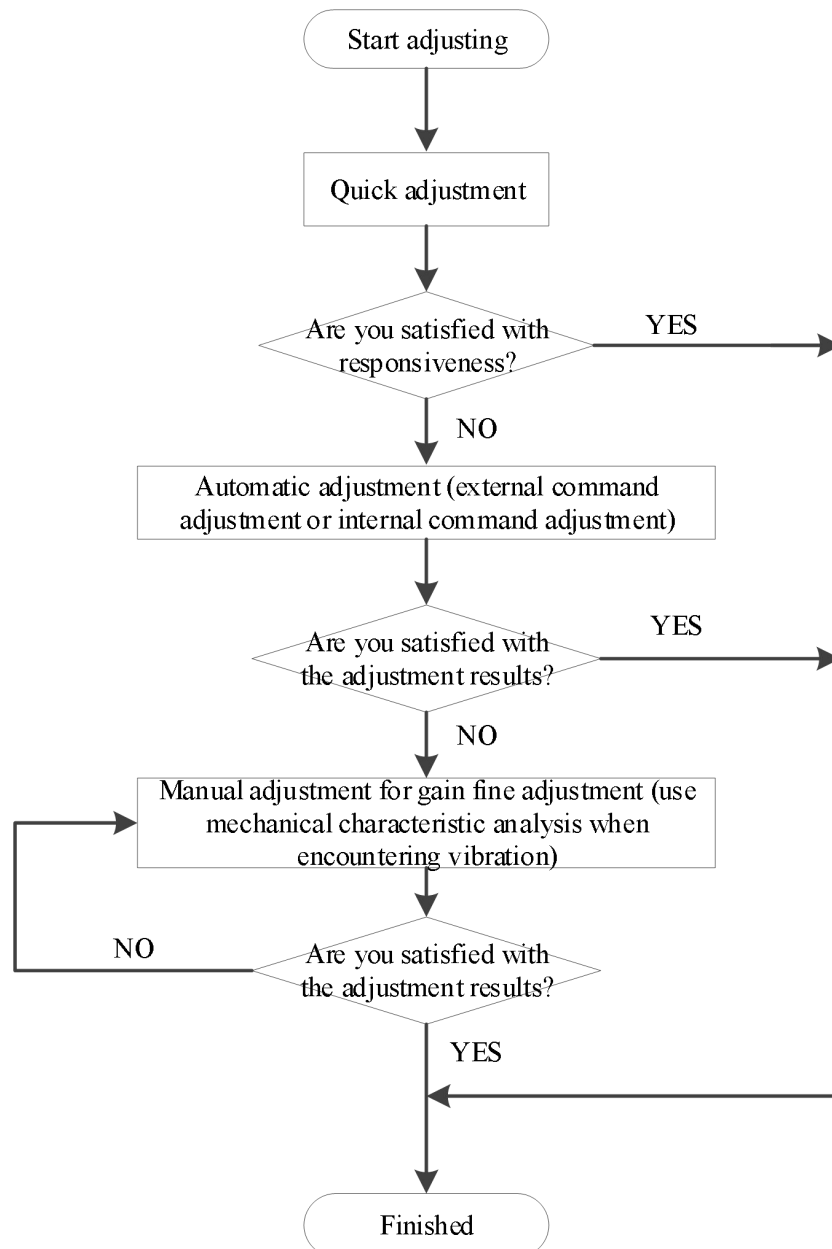 Start adjusting
Quick adjustment
Are you satisfied with
responsiveness?
YES
NO
Automatic adjustment (external command
adjustment or internal command adjustment)
Are you satisfied with
the adjustment results?
YES
NO
Manual adjustment for gain fine adjustment (use
mechanical characteristic analysis when
encountering vibration)
NO
Are you satisfied with
the adjustment results?
YES
Finished